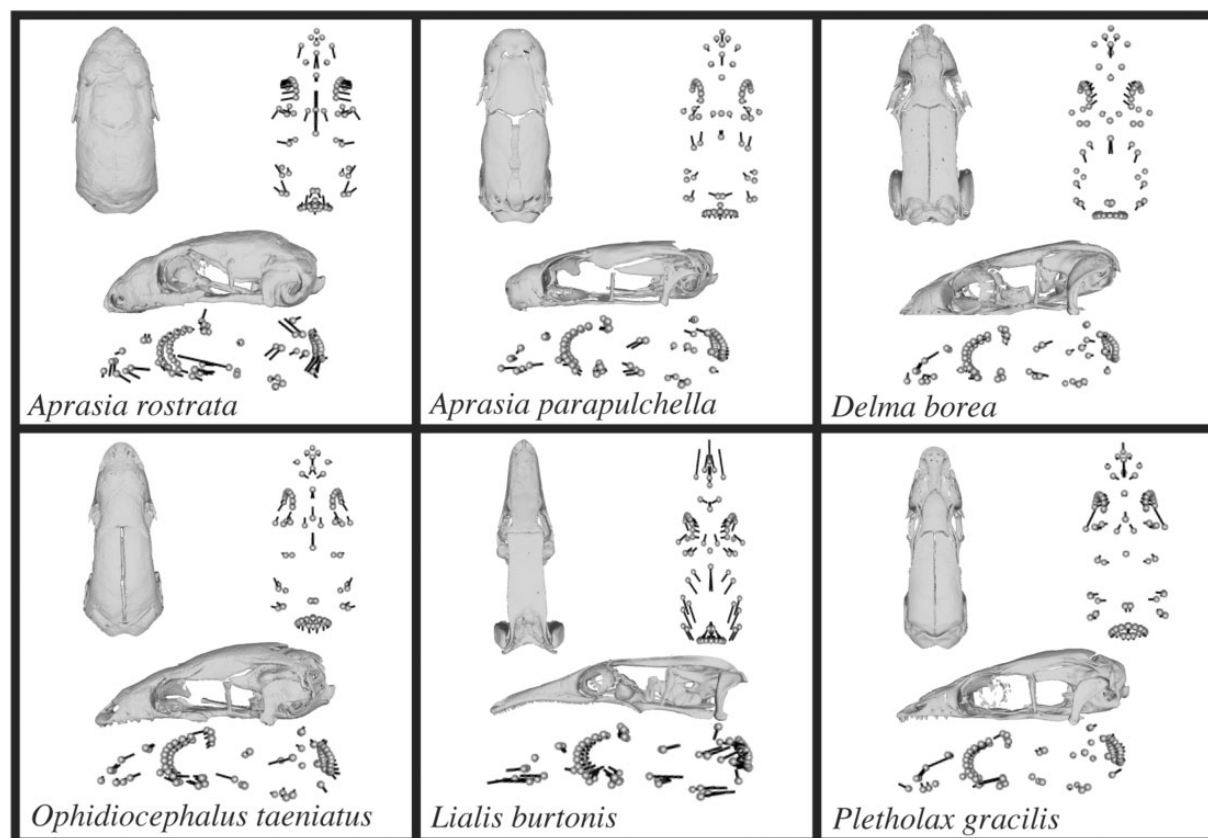 Aprasia rostrata
Aprasia parapulchella
Delma borea
Ophidiocephalus taeniatus
Lialis burtonis
Pletholax gracilis